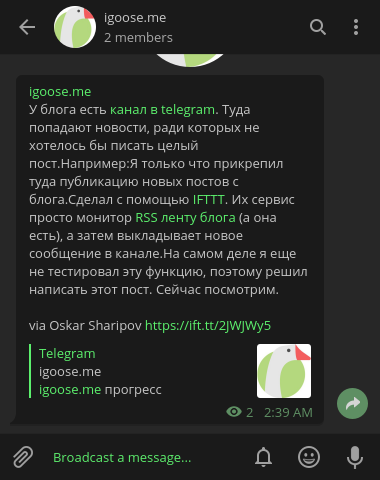 igoose.me
2 members
igoose.me
У блога есть канал в telegram. Туда
попадают новости, ради которых не
хотелось бы писать целый
пост.Например:Я только что прикрепил
туда публикацию новых постов с
блога.Сделал с помощью IFTTT. Их сервис
просто монитор RSS ленту блога (а она
есть), а затем выкладывает новое
сообщение в канале.На самом деле я еще
не тестировал эту функцию, поэтому решил
написать этот пост. Сейчас посмотрим.
via Oskar Sharipov https://ift.tt/2JWJWy5
Telegram
igoose.me
igoose.me прогресс
2 2:39 AM
Broadcast a message...